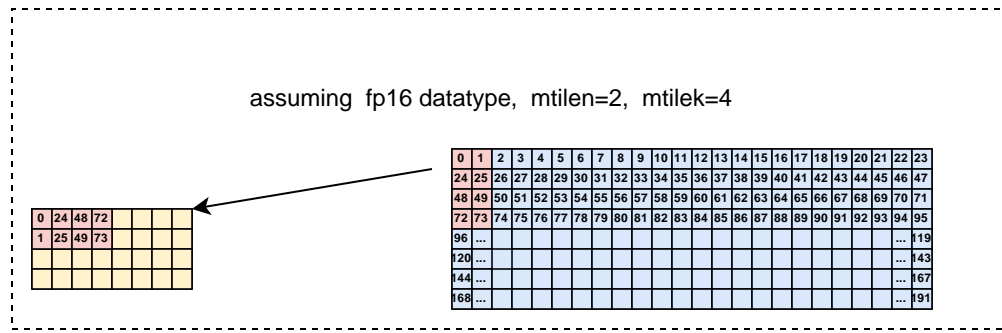 assuming fp16 datatype, mtilen=2, mtilek=4
0 1 2 3 4 5 6 7 8 9 10 11 12 13 14 15 16 17 18 19 20 21 22 23
24 25 26 27 28 29 30 31 32 33 34 35 36 37 38 39 40 41 42 43 44 45 46 47
48 49 50 51 52 53 54 55 56 57 58 59 60 61 62 63 64 65 66 67 68 69 70 71
72 73 74 75 76 77 78 79 80 81 82 83 84 85 86 87 88 89 90 91 92 93 94 95
96 ... ... 119
120 ... ... 143
144 ... ... 167
168 ... ... 191
0 24 48 72
1 25 49 73